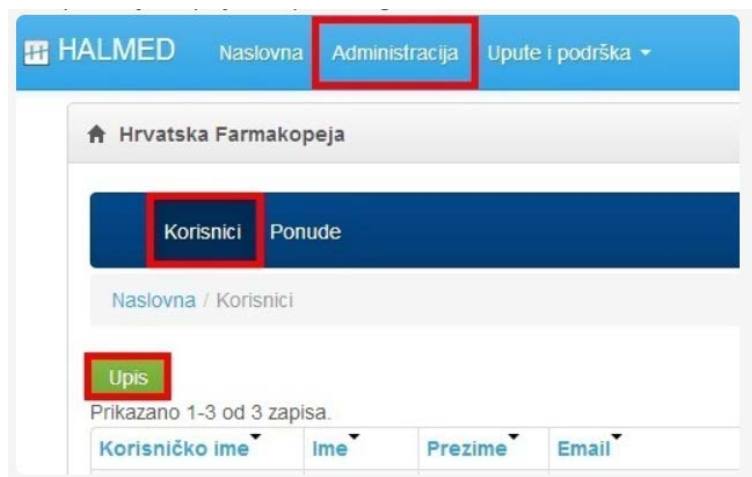 HALMED Naslovna Administracija Upute i podrška
Hrvatska Farmakopeja
Korisnici Ponude
Naslovna / Korisnici
Upis
Prikazano 1-3 od 3 zapisa.
Korisničko ime Ime Prezime Email